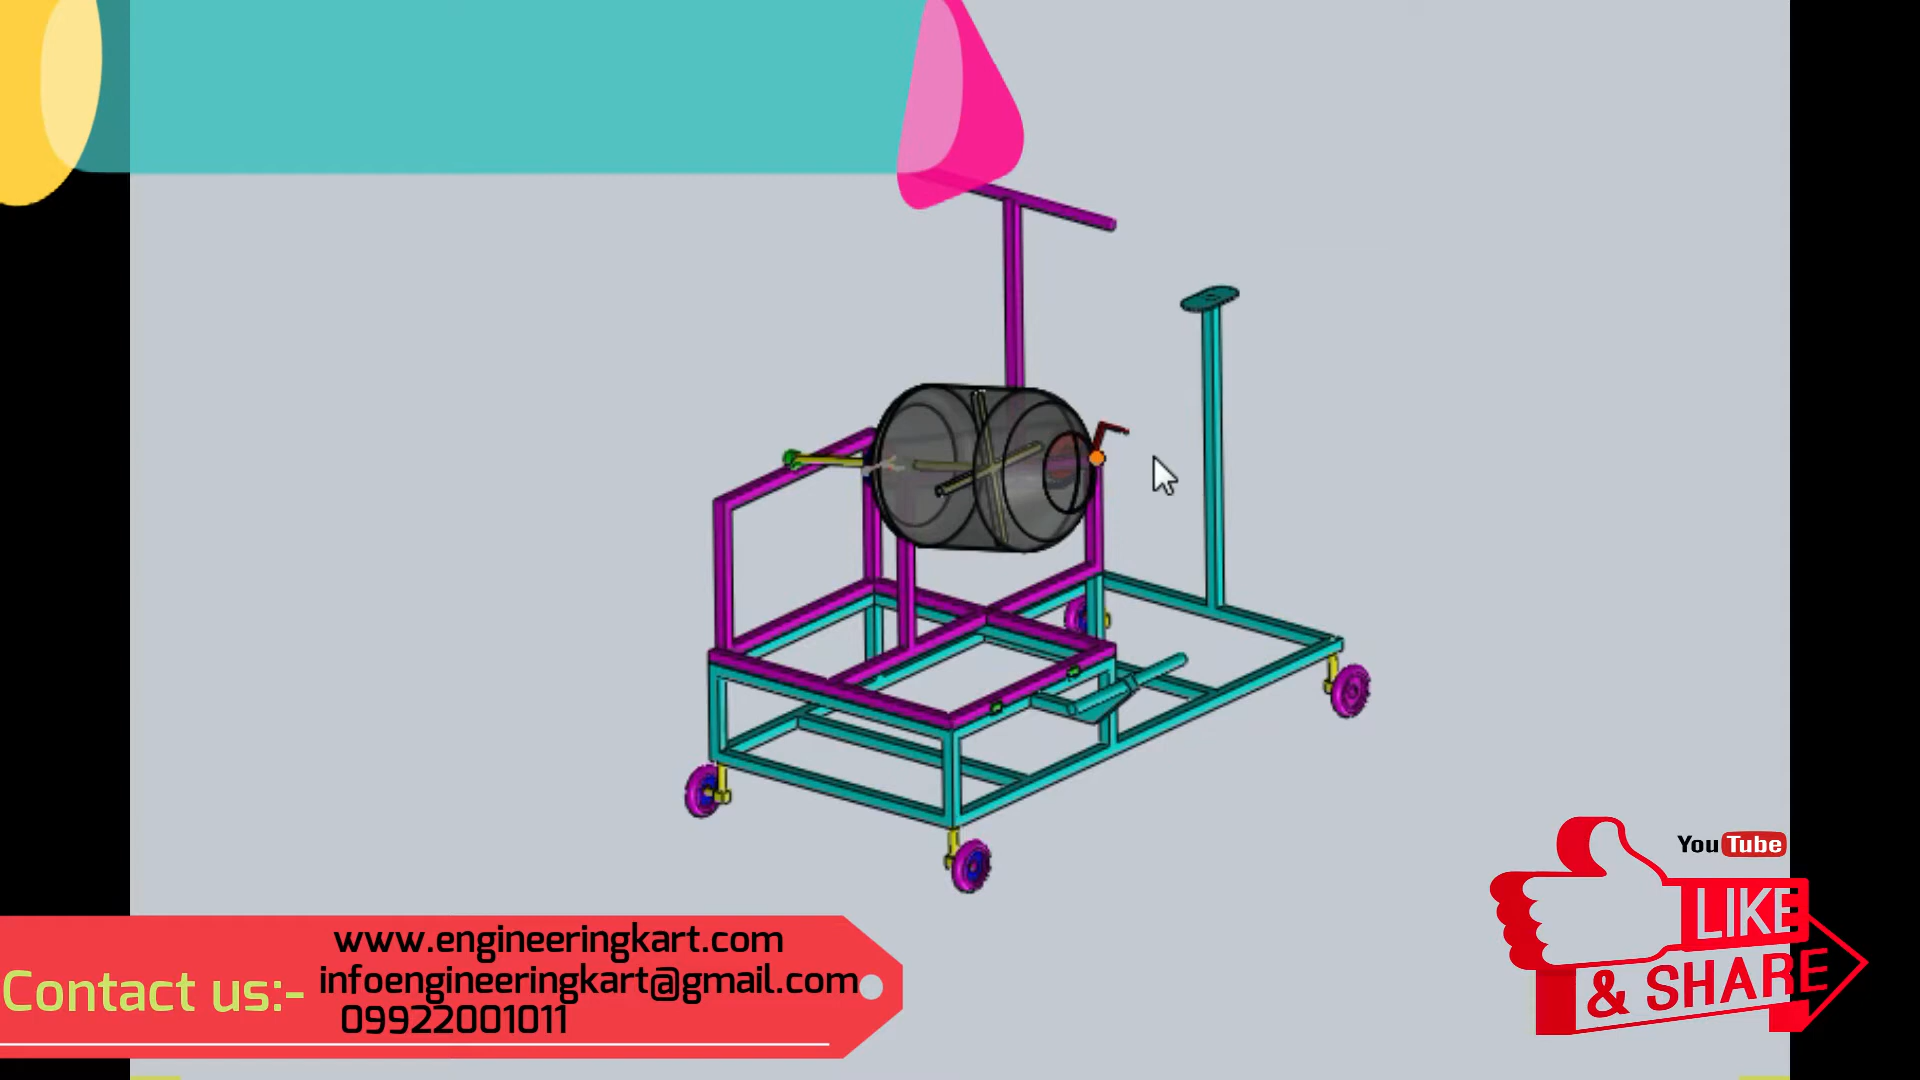 www.engineeringkart.com
infoengineeringkart@gmail.com
Contact us:-
09922001011
YouTube
LIKE
& SHARE